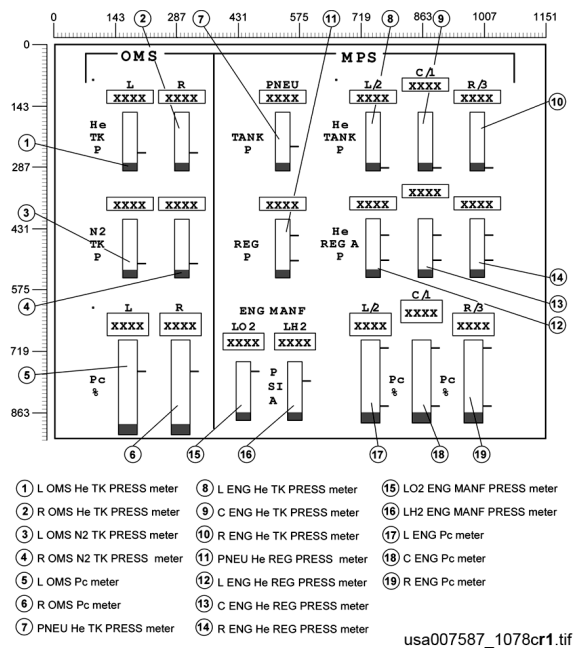 0 143 287 431 575 719 863 1007 1151
2 7 11 8 9
0
OMS MPS
L R PNEU L/2 C/1 R/3
XXXX XXXX XXXX XXXX XXXX XXXX
143
10
He TK P
TANK P
He TANK P
1
287
XXXX XXXX XXXX XXXX XXXX XXXX
3
431
N2 TK P
REG P
He REG A P
14
13
575
4
12
L R ENG MANF L/2 C/1 R/3
LO2 LH2
XXXX XXXX XXXX XXXX XXXX
XXXX XXXX
719
5
Pc %
P SI A
Pc %
Pc %
863
6 15 16 17 18 19
1 L OMS He TK PRESS meter
2 R OMS He TK PRESS meter
3 L OMS N2 TK PRESS meter
4 R OMS N2 TK PRESS meter
5 L OMS Pc meter
6 R OMS Pc meter
7 PNEU He TK PRESS meter
8 L ENG He TK PRESS meter
9 C ENG He TK PRESS meter
10 R ENG He TK PRESS meter
11 PNEU He REG PRESS meter
12 L ENG He REG PRESS meter
13 C ENG He REG PRESS meter
14 R ENG He REG PRESS meter
15 LO2 ENG MANF PRESS meter
16 LH2 ENG MANF PRESS meter
17 L ENG Pc meter
18 C ENG Pc meter
19 R ENG Pc meter
usa007587_1078cr1.tif